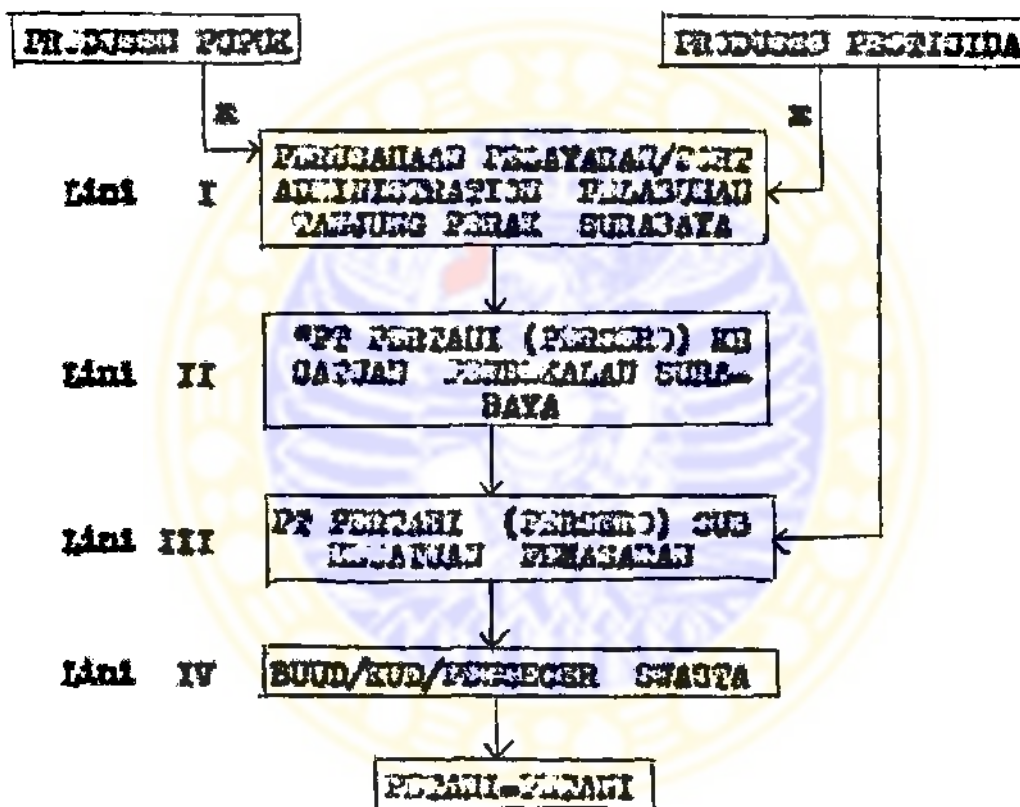 PRODUSEN PUPUK
PRODUSEN PESTISIDA
Lini I
PERUSAHAAN PELAYARAN/PORT
ADMINISTRATION PELABUHAN
TANJUNG PERAK SURABAYA
Lini II
"PT PERTANI (PERSERO) KE
SATUAN PEMBEKALAN SURA-
BAYA
Lini III
PT PERTANI (PERSERO) SUB
KESATUAN PEMASARAN
Lini IV
BUUD/KUD/PENGECER SWASTA
PETANI-PETANI